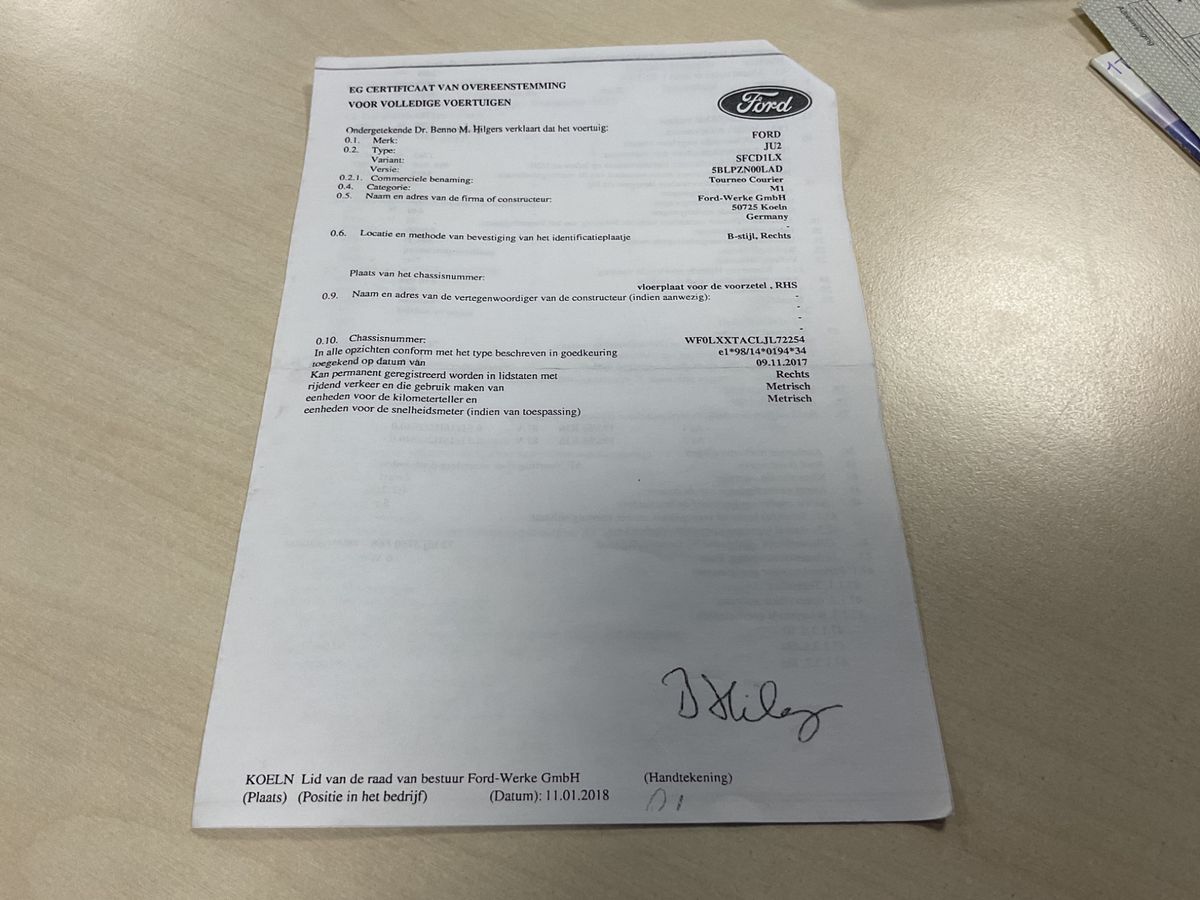 EG CERTIFICAAT VAN OVEREENSTEMMING
VOOR VOLLEDIGE VOERTUIGEN
Ford
Ondergetekende Dr. Benno M. Hilgers verklaart dat het voertuig:
0.1. Merk: FORD
0.2. Type: JU2
Variant: SFCD1LX
Versie: 5BLPZN00LAD
0.2.1. Commerciele benaming: Tourneo Courier
0.4. Categorie: M1
0.5. Naam en adres van de firma of constructeur: Ford-Werke GmbH
50725 Koeln
Germany
-
0.6. Locatie en methode van bevestiging van het identificatieplaatje B-stijl, Rechts
Plaats van het chassisnummer: vloerplaat voor de voorzetel , RHS
0.9. Naam en adres van de vertegenwoordiger van de constructeur (indien aanwezig): -
-
-
-
0.10. Chassisnummer: WF0LXXTACLJL72254
In alle opzichten conform met het type beschreven in goedkeuring e1*98/14*0194*34
toegekend op datum van 09.11.2017
Kan permanent geregistreerd worden in lidstaten met Rechts
rijdend verkeer en die gebruik maken van Metrisch
eenheden voor de kilometerteller en Metrisch
eenheden voor de snelheidsmeter (indien van toespassing)
KOELN Lid van de raad van bestuur Ford-Werke GmbH (Handtekening)
(Plaats) (Positie in het bedrijf) (Datum): 11.01.2018